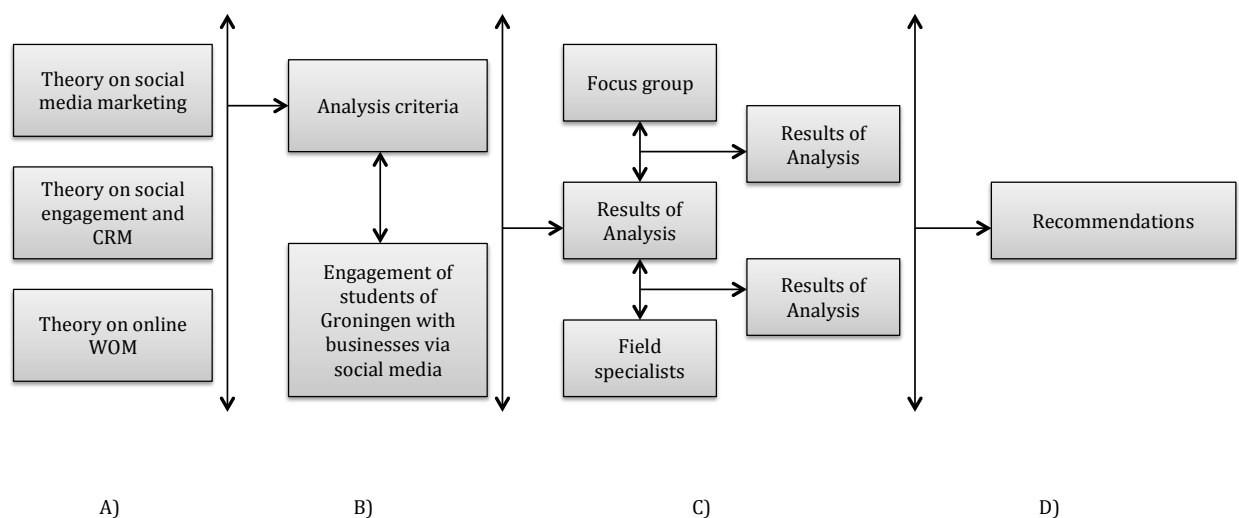 Theory on social
media marketing
Theory on social
engagement and
CRM
Theory on online
WOM
Analysis criteria
Engagement of
students of
Groningen with
businesses via
social media
Focus group
Results of
Analysis
Results of
Analysis
Results of
Analysis
Field
specialists
Recommendations
A)
B)
C)
D)